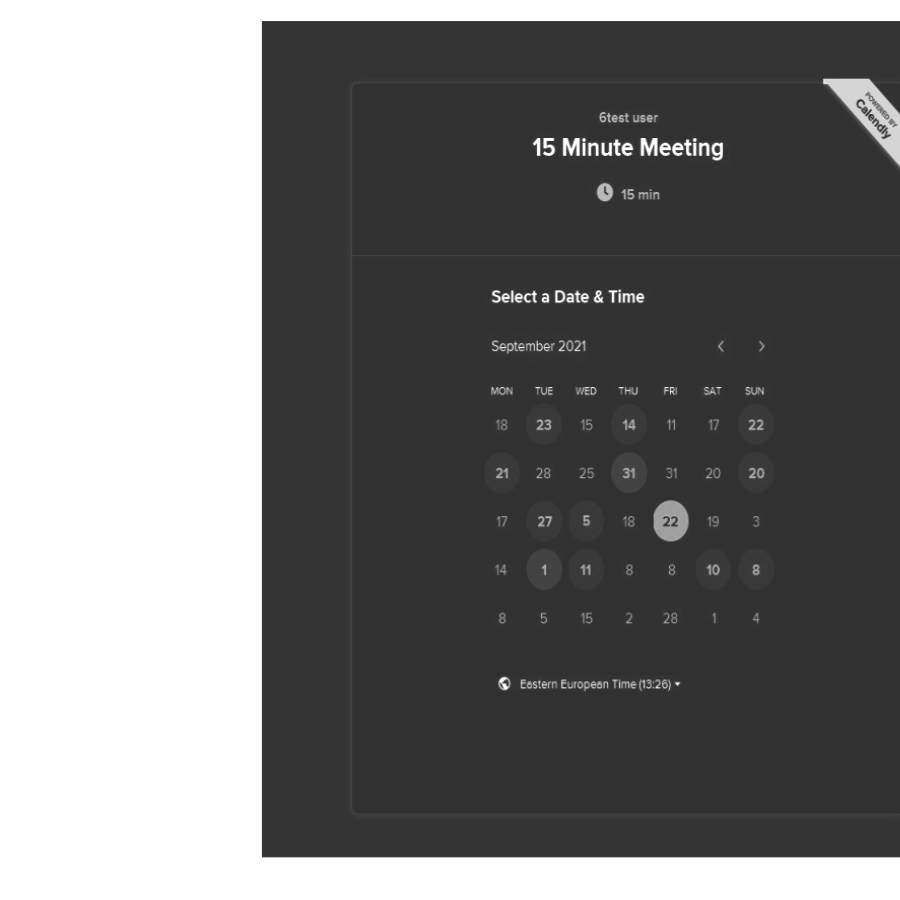 POWERED BY
Calendly
6test user
15 Minute Meeting
15 min
Select a Date & Time
September 2021
MON TUE WED THU FRI SAT SUN
18 23 15 14 11 17 22
21 28 25 31 31 20 20
17 27 5 18 22 19 3
14 1 11 8 8 10 8
8 5 15 2 28 1 4
Eastern European Time (13:26)